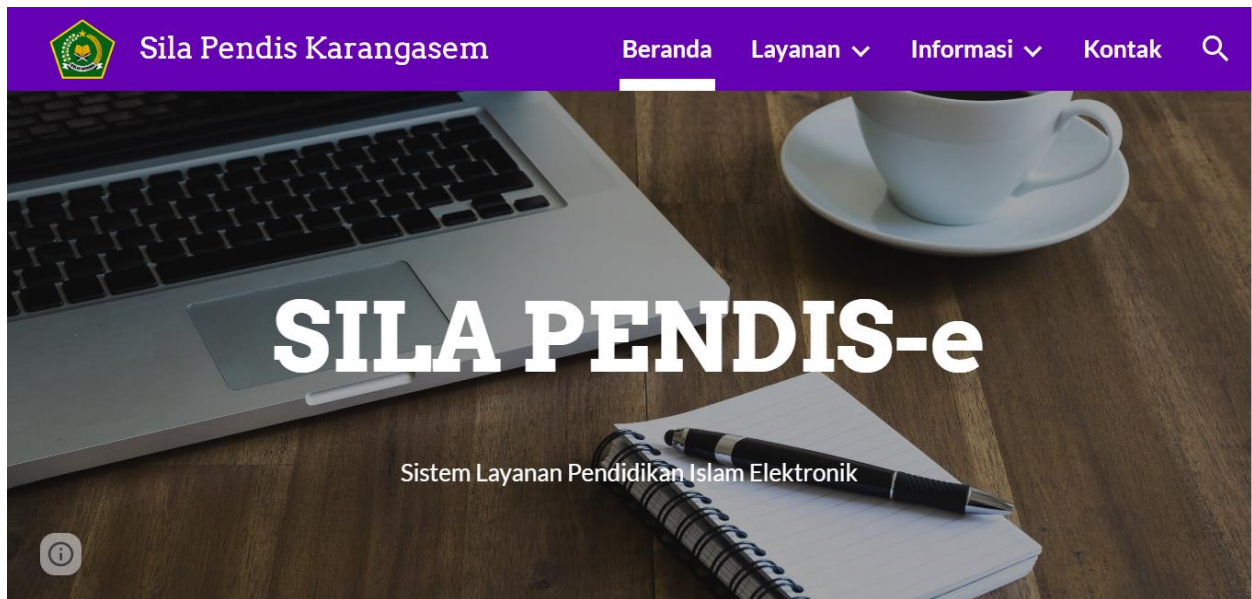 Sila Pendis Karangasem
Beranda
Layanan
Informasi
Kontak
SILA PENDIS-e
Sistem Layanan Pendidikan Islam Elektronik